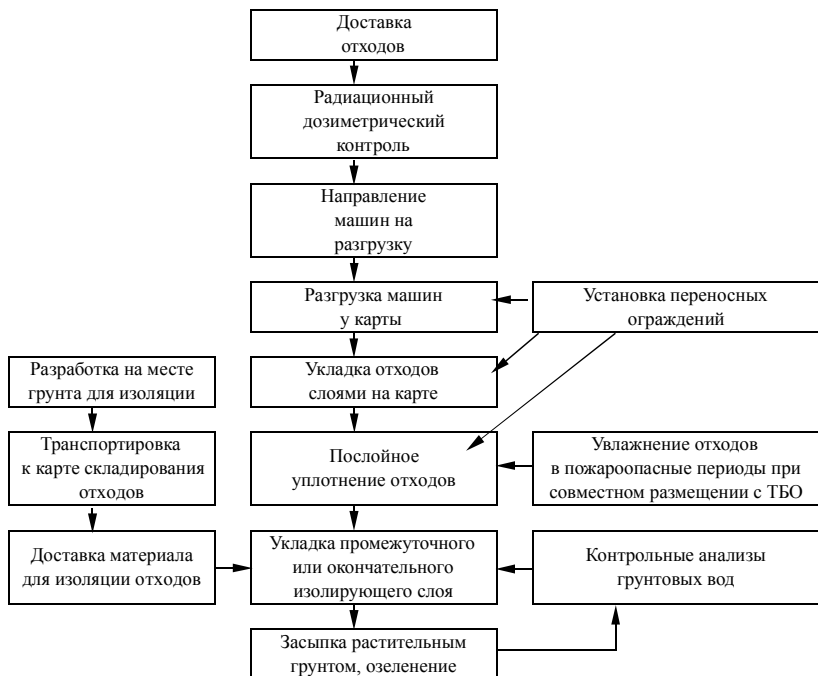 Доставка
отходов
Радиационный
дозиметрический
контроль
Направление
машин на
разгрузку
Разгрузка машин
у карты
Установка переносных
ограждений
Разработка на месте
грунта для изоляции
Укладка отходов
слоями на карте
Транспортировка
к карте складирования
отходов
Послойное
уплотнение отходов
Увлажнение отходов
в пожароопасные периоды при
совместном размещении с ТБО
Доставка материала
для изоляции отходов
Укладка промежуточного
или окончательного
изолирующего слоя
Контрольные анализы
грунтовых вод
Засыпка растительным
грунтом, озеленение